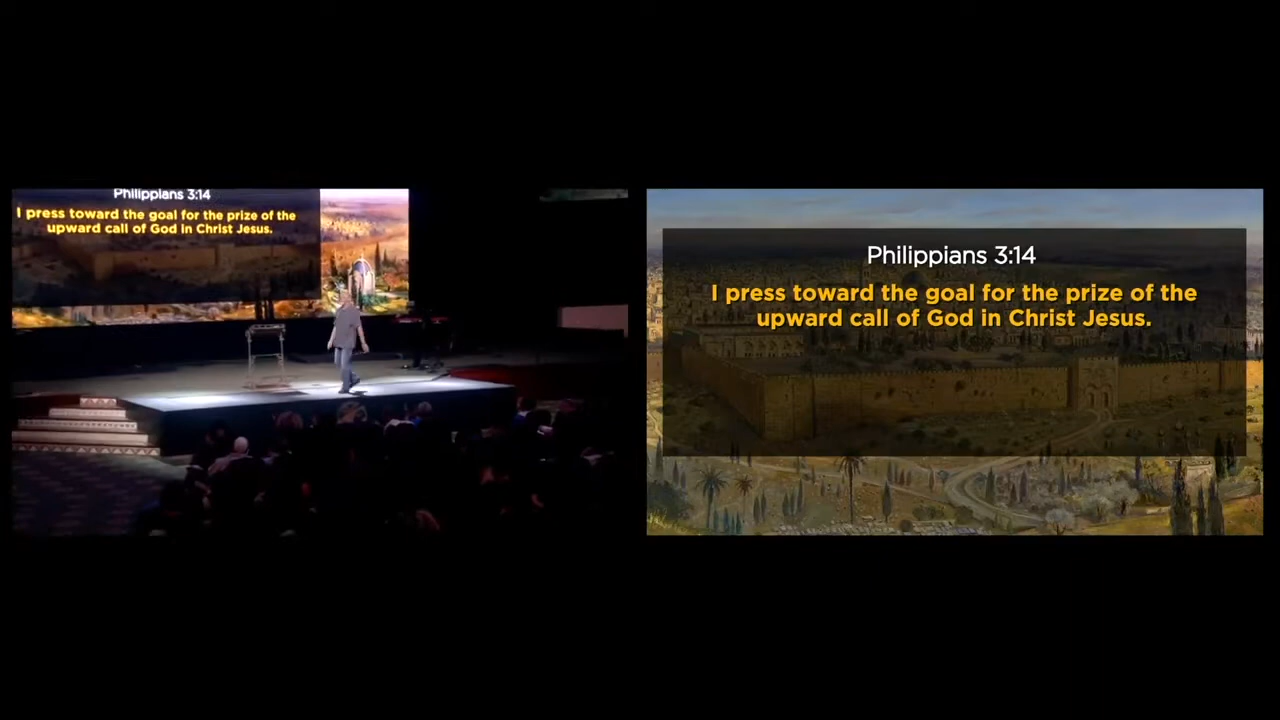 Philippians 3:14
I press toward the goal for the prize of the
upward call of God in Christ Jesus.
Philippians 3:14
I press toward the goal for the prize of the
upward call of God in Christ Jesus.